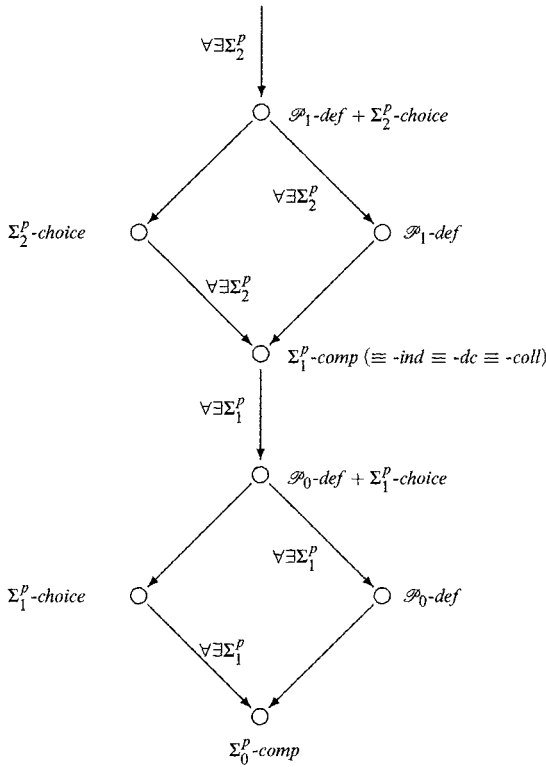 ∀∃Σ₂ᵖ
𝒫₁-def + Σ₂ᵖ-choice
∀∃Σ₂ᵖ
Σ₂ᵖ-choice
𝒫₁-def
∀∃Σ₂ᵖ
Σ₁ᵖ-comp (≡ -ind ≡ -dc ≡ -coll)
∀∃Σ₁ᵖ
𝒫₀-def + Σ₁ᵖ-choice
∀∃Σ₁ᵖ
Σ₁ᵖ-choice
𝒫₀-def
∀∃Σ₁ᵖ
Σ₀ᵖ-comp